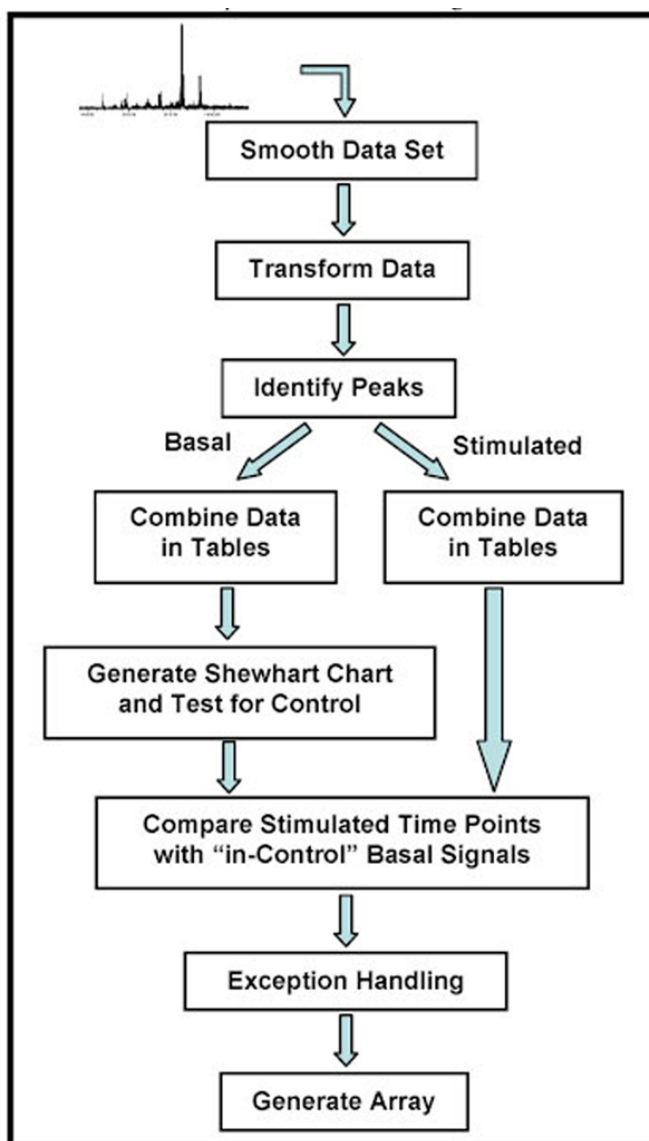 Smooth Data Set
Transform Data
Identify Peaks
Basal
Stimulated
Combine Data
in Tables
Combine Data
in Tables
Generate Shewhart Chart
and Test for Control
Compare Stimulated Time Points
with “in-Control” Basal Signals
Exception Handling
Generate Array